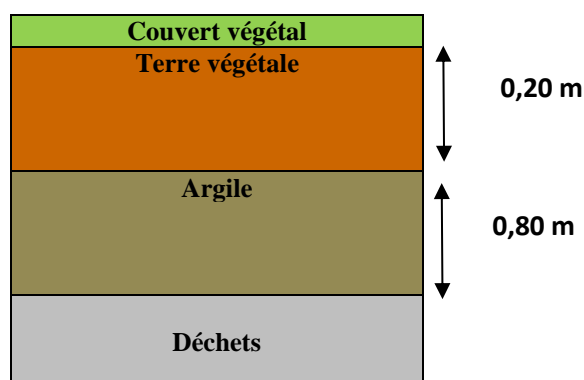 Couvert végétal
Terre végétale
0,20 m
Argile
0,80 m
Déchets